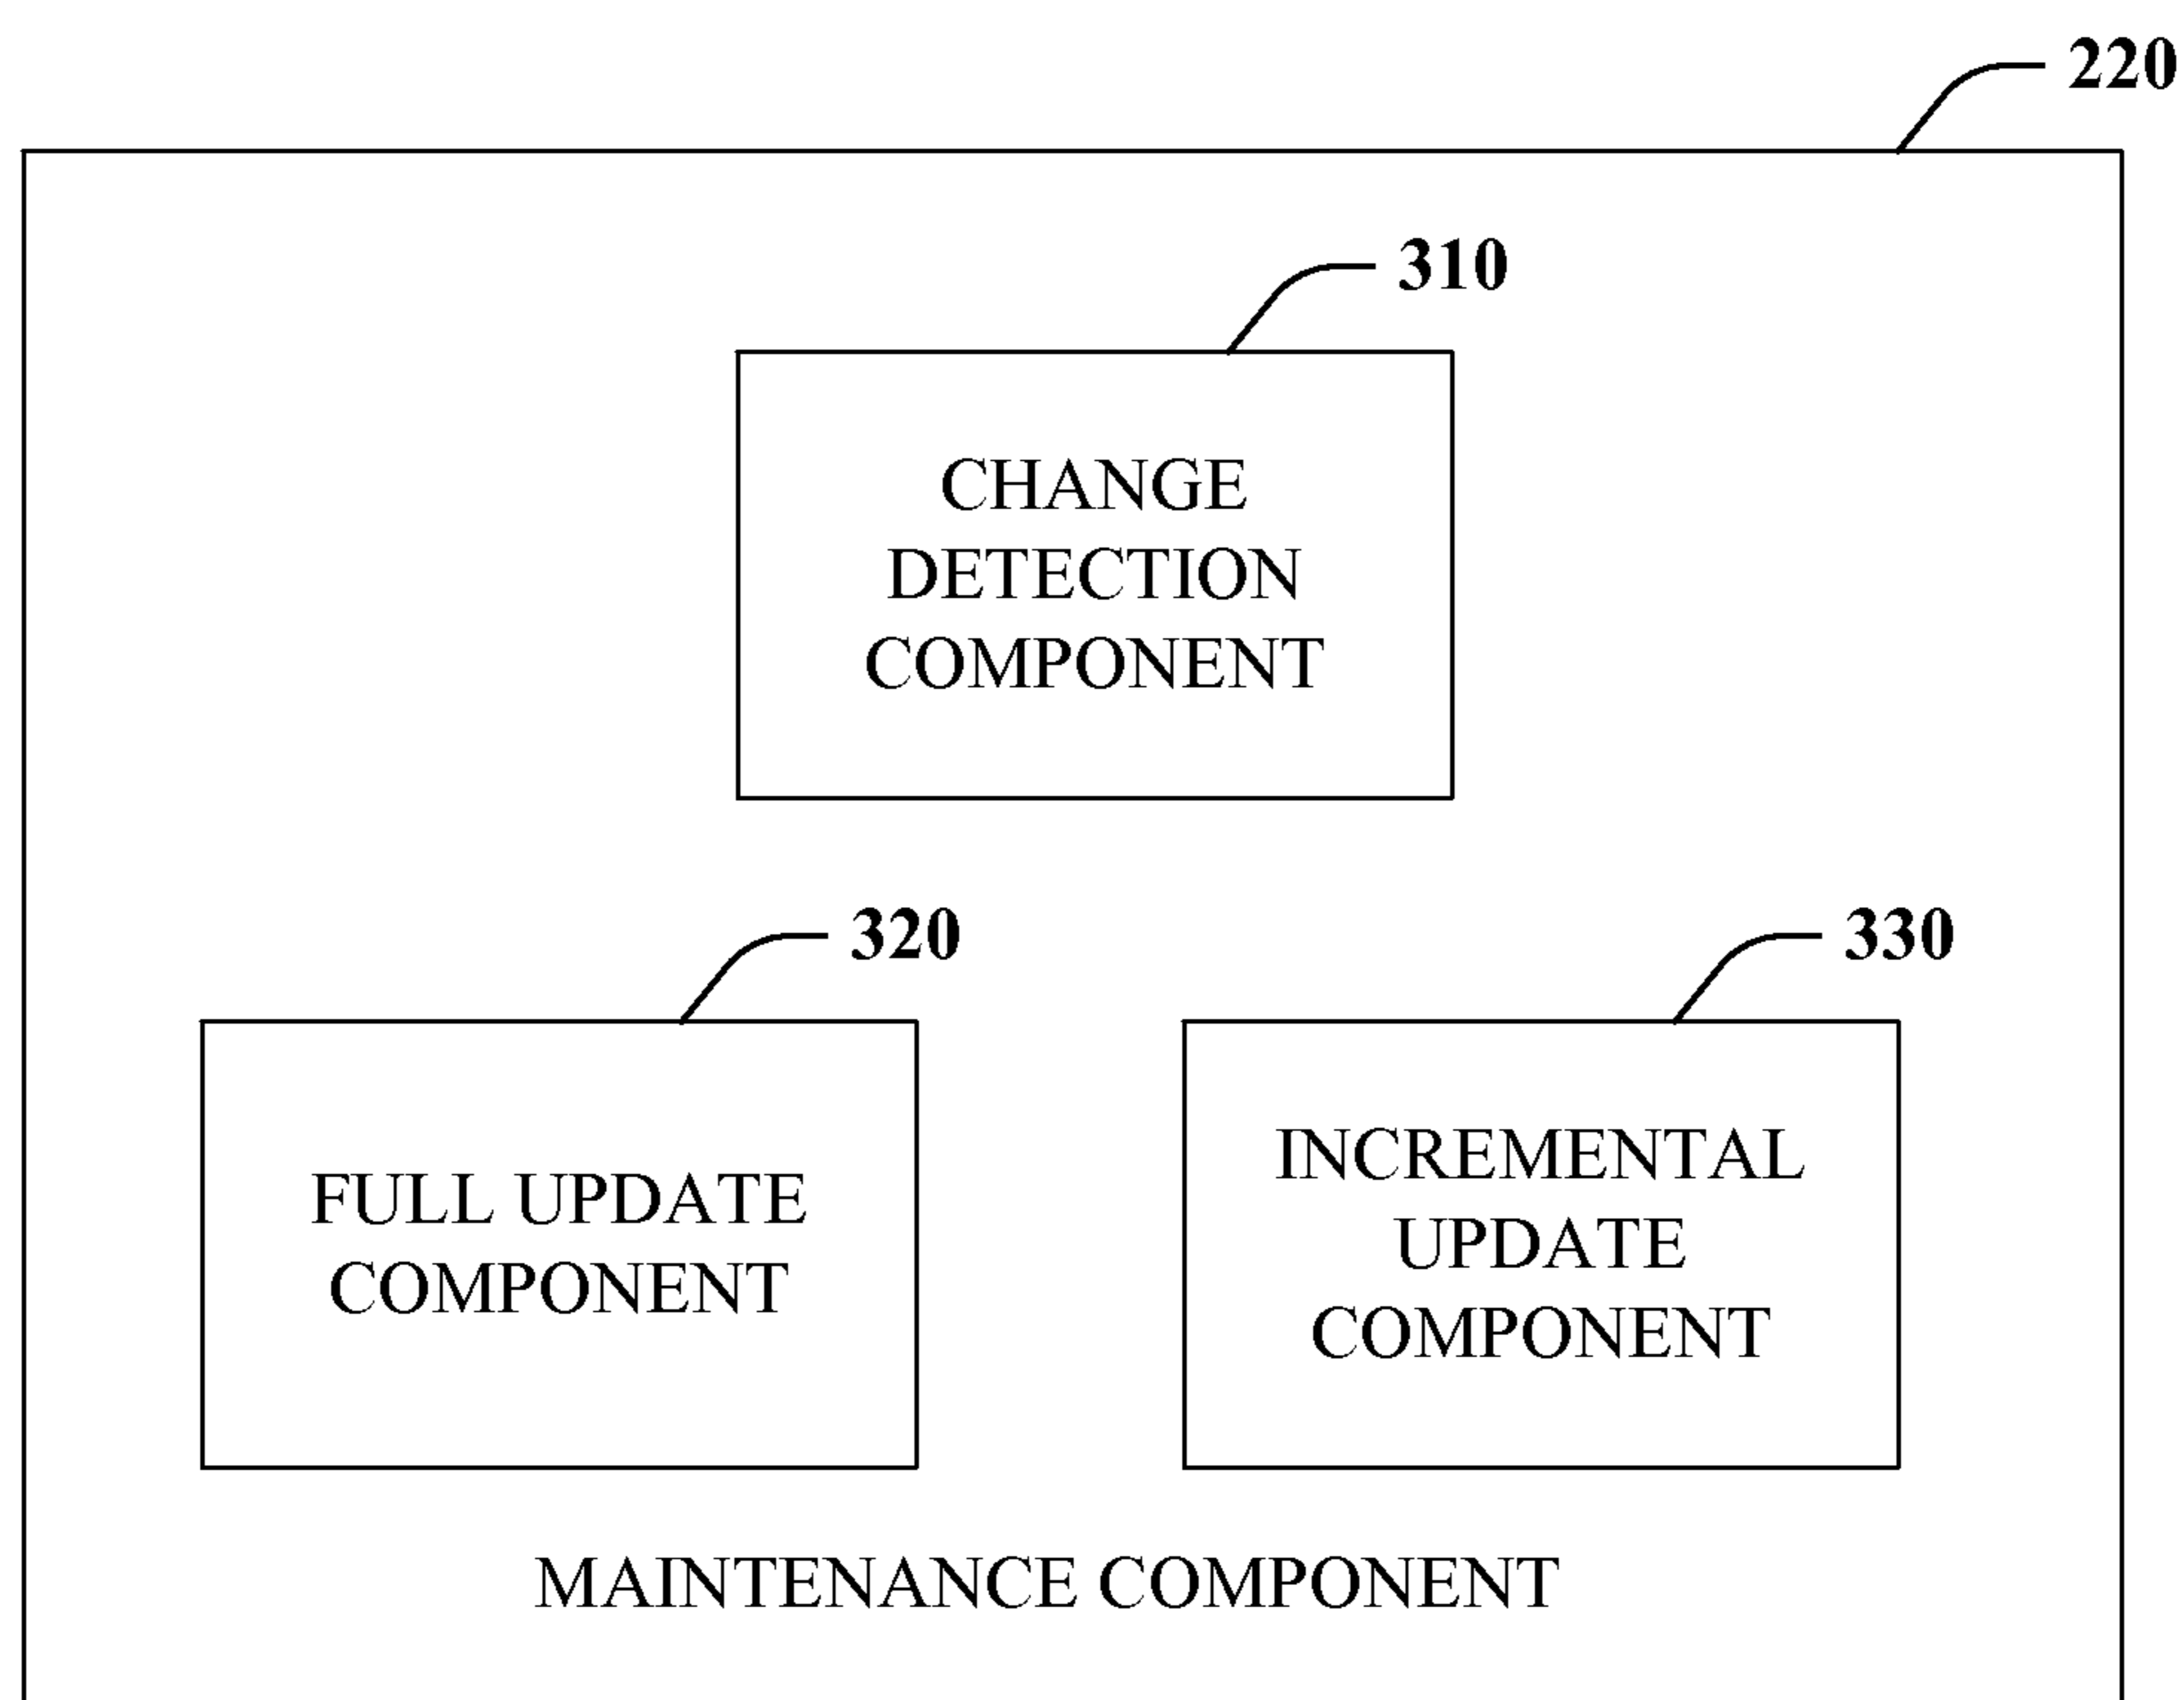 220
310
CHANGE
DETECTION
COMPONENT
320
330
FULL UPDATE
COMPONENT
INCREMENTAL
UPDATE
COMPONENT
MAINTENANCE COMPONENT